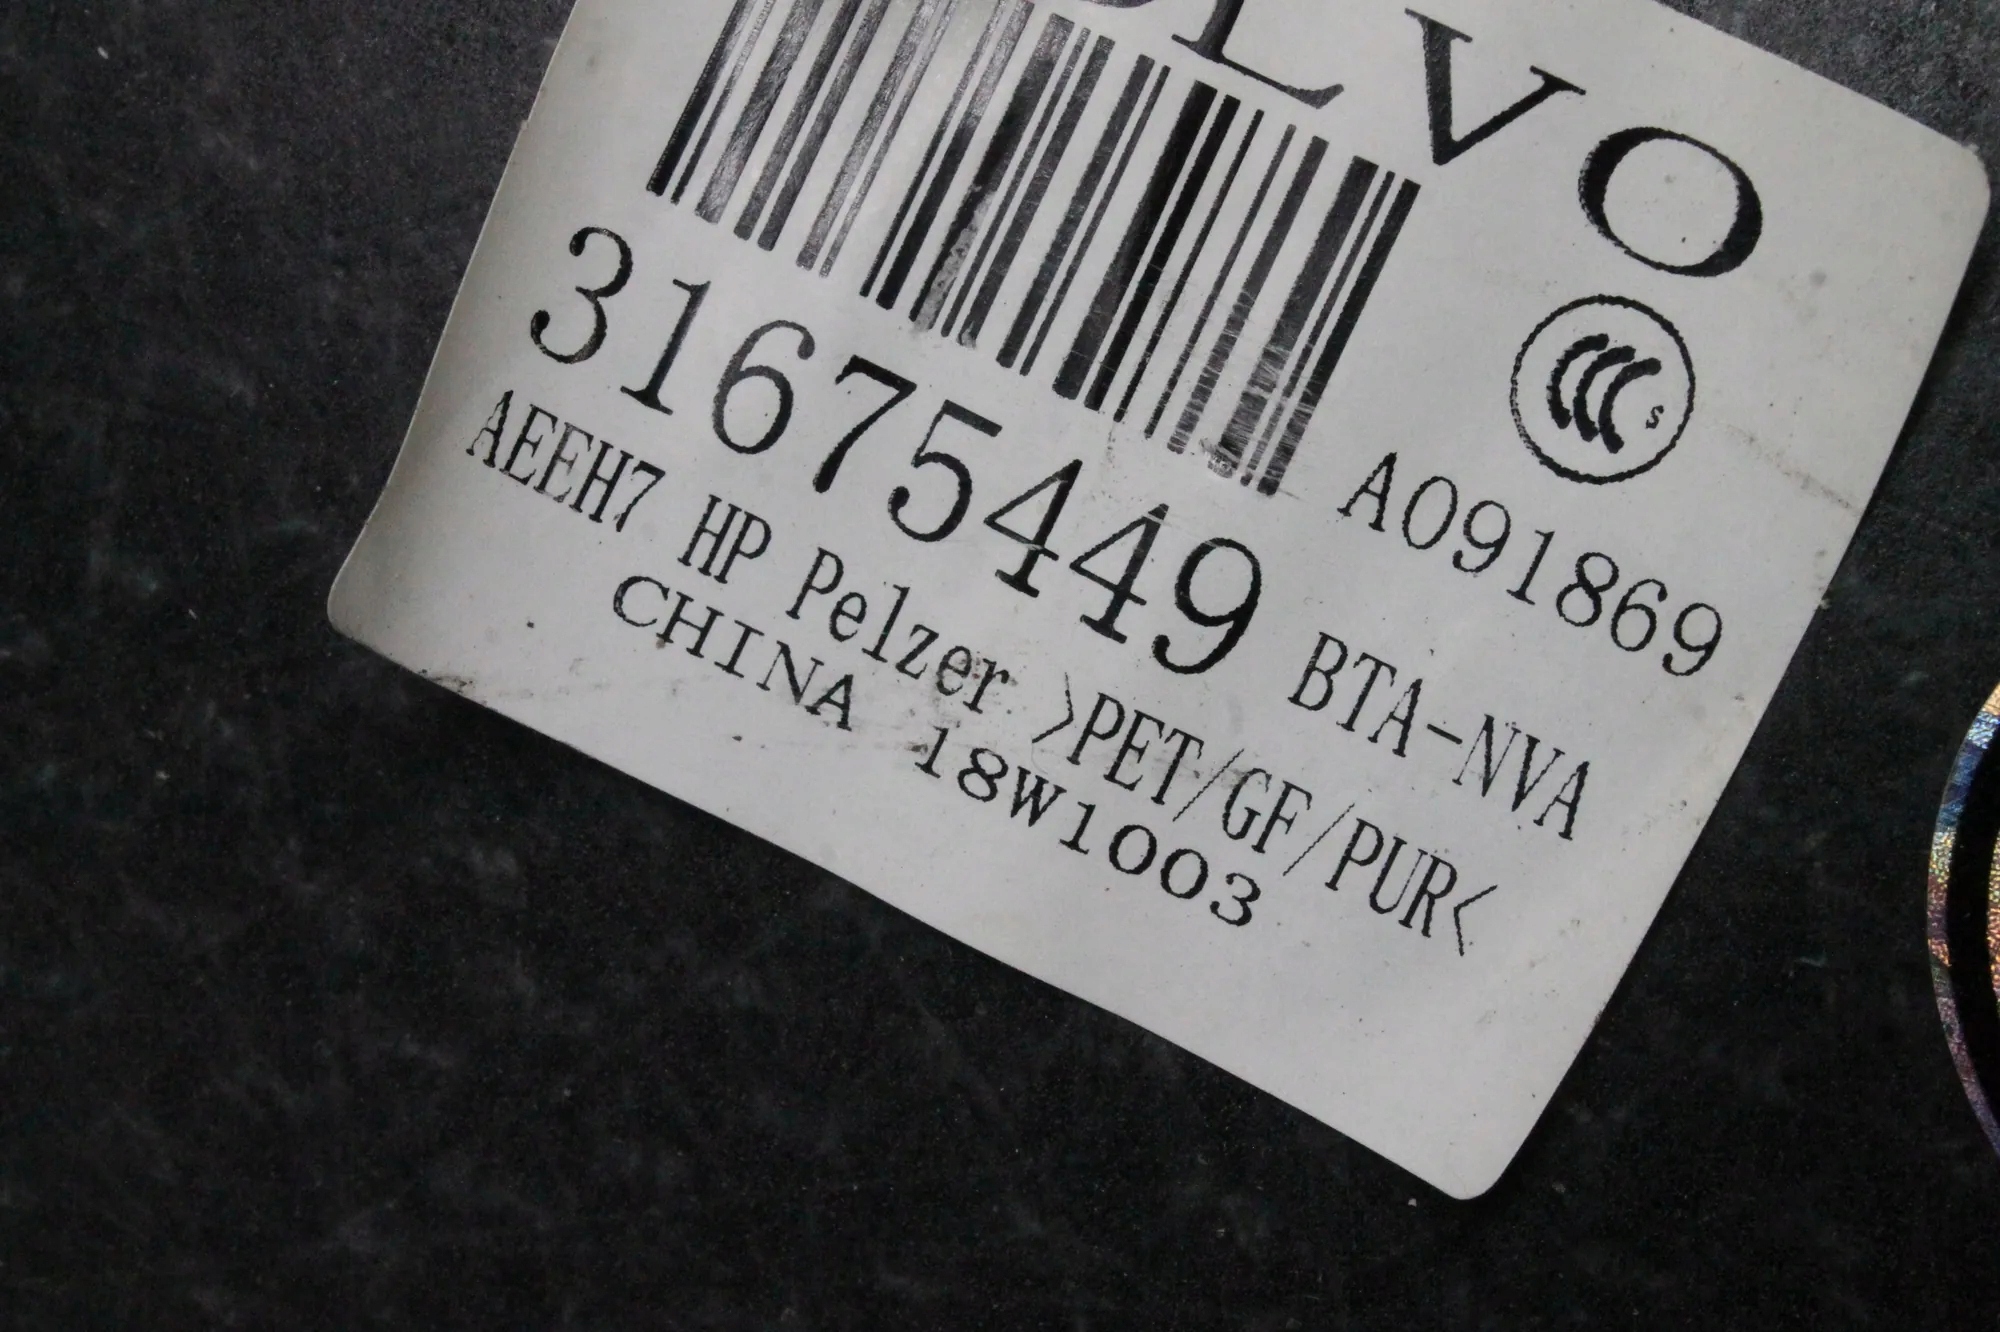 LVO
S
A091869
31675449 BTA-NVA
AEEH7 HP Pelzer >PET/GF/PUR<
CHINA 18W1003